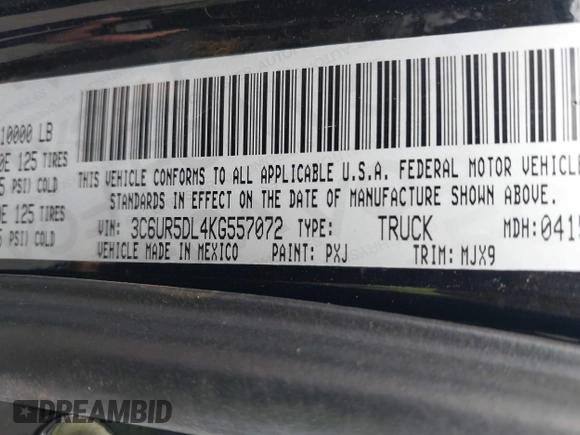 10000 LB
0E 125 TIRES
5 PSI) COLD
0E 125 TIRES
5 PSI) COLD
THIS VEHICLE CONFORMS TO ALL APPLICABLE U.S.A. FEDERAL MOTOR VEHICLE
STANDARDS IN EFFECT ON THE DATE OF MANUFACTURE SHOWN ABOVE.
VIN: 3C6UR5DL4KG557072 TYPE: TRUCK MDH: 041
VEHICLE MADE IN MEXICO PAINT: PXJ TRIM: MJX9
DREAMBID